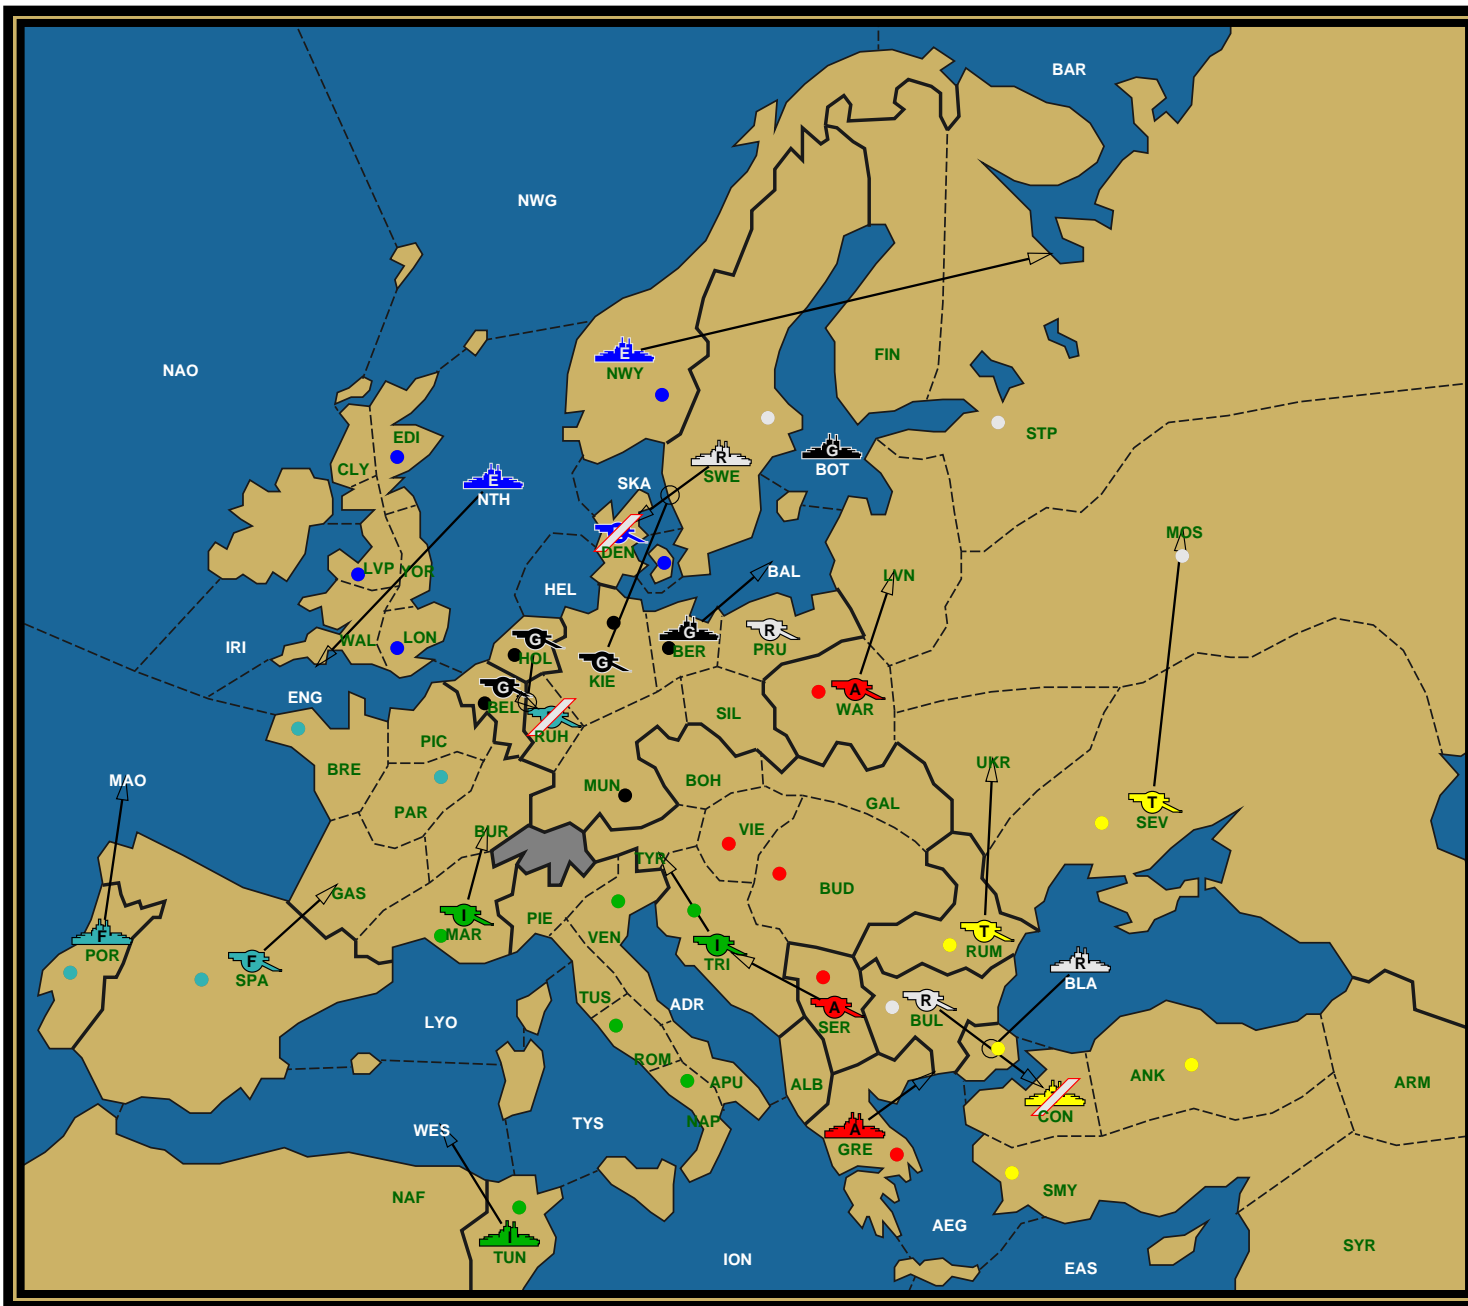 BAR
NWG
NAO
FIN
E
NWY
STP
EDI
CLY
R
SWE
G
BOT
E
NTH
SKA
MOS
DEN
LVP
YOR
HEL
BAL
LVN
IRI
WAL
LON
G
HOL
G
KIE
G
BER
R
PRU
ENG
G
BEL
RUH
SIL
A
WAR
PIC
BRE
MUN
BOH
UKR
MAO
PAR
GAL
T
SEV
BUR
VIE
TYR
BUD
GAS
I
MAR
PIE
VEN
F
POR
F
SPA
I
TRI
T
RUM
R
BLA
TUS
ADR
A
SER
R
BUL
LYO
ROM
APU
ALB
ANK
ARM
CON
NAP
TYS
WES
A
GRE
NAF
SMY
AEG
I
TUN
ION
EAS
SYR